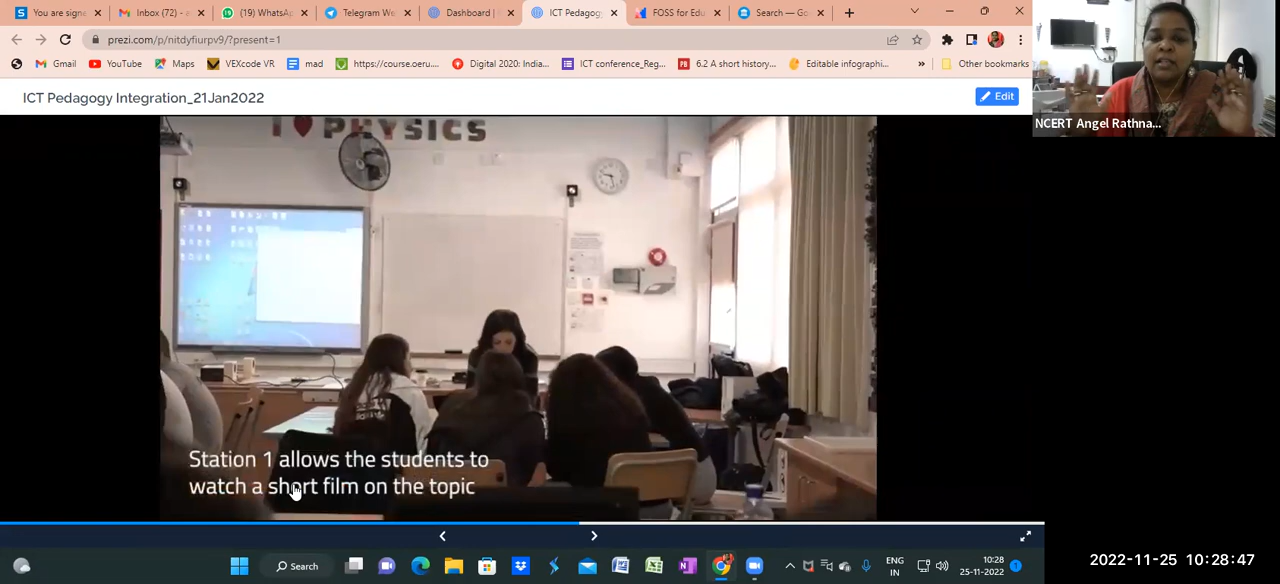 You are signe
Inbox (72) -
(19) WhatsAp
Telegram We
Dashboard |
ICT Pedagog
FOSS for Edu
Search — Go
prezi.com/p/nitdyfiurpv9/?present=1
Gmail
YouTube
Maps
VEXcode VR
mad
https://course.oeru....
Digital 2020: India...
ICT conference_Reg...
6.2 A short history...
Editable infographi...
»
Other bookmarks
ICT Pedagogy Integration_21Jan2022
Edit
NCERT Angel Rathna...
I ❤ PHYSICS
Station 1 allows the students to
watch a short film on the topic
Search
ENG
IN
10:28
25-11-2022
2022-11-25 10:28:47